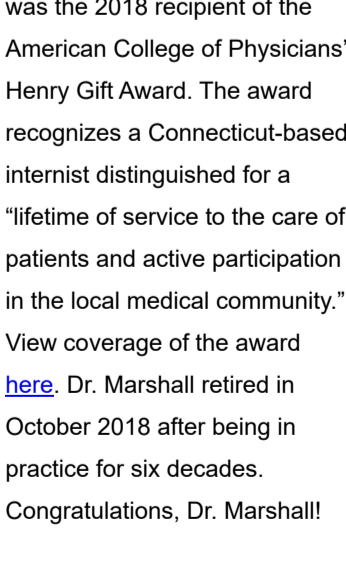 was the 2018 recipient of the
American College of Physicians’
Henry Gift Award. The award
recognizes a Connecticut-based
internist distinguished for a
“lifetime of service to the care of
patients and active participation
in the local medical community.”
View coverage of the award
here. Dr. Marshall retired in
October 2018 after being in
practice for six decades.
Congratulations, Dr. Marshall!